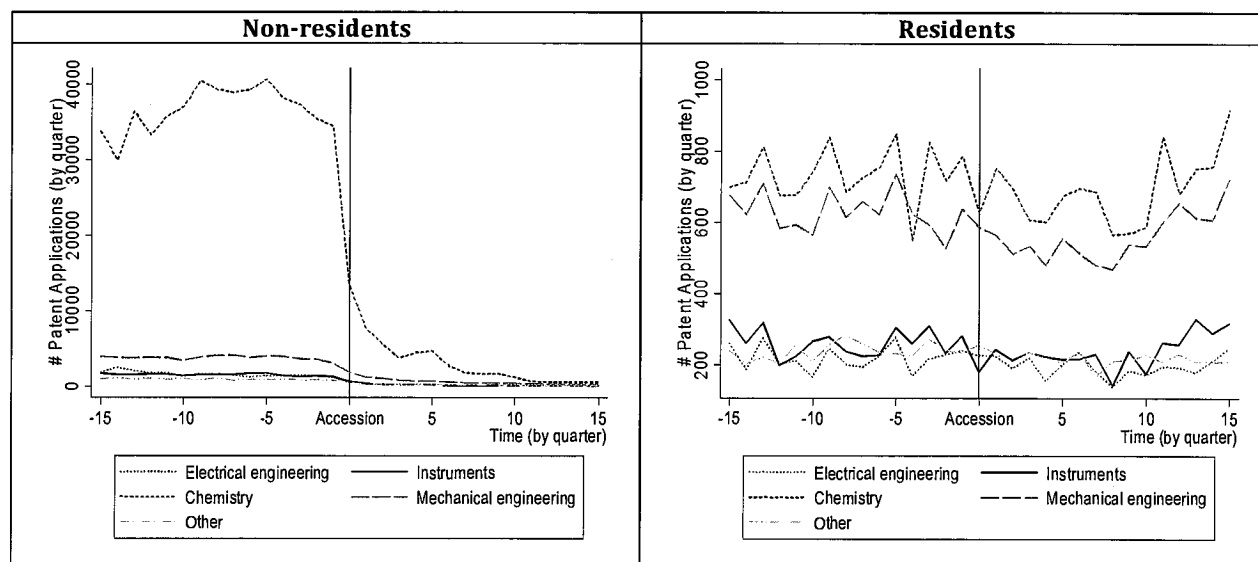 Non-residents
Residents
# Patent Applications (by quarter)
40000
30000
20000
10000
0
-15
-10
-5
Accession
5
10
15
Time (by quarter)
Electrical engineering
Instruments
Chemistry
Mechanical engineering
Other
# Patent Applications (by quarter)
1000
800
600
400
200
-15
-10
-5
Accession
5
10
15
Time (by quarter)
Electrical engineering
Instruments
Chemistry
Mechanical engineering
Other